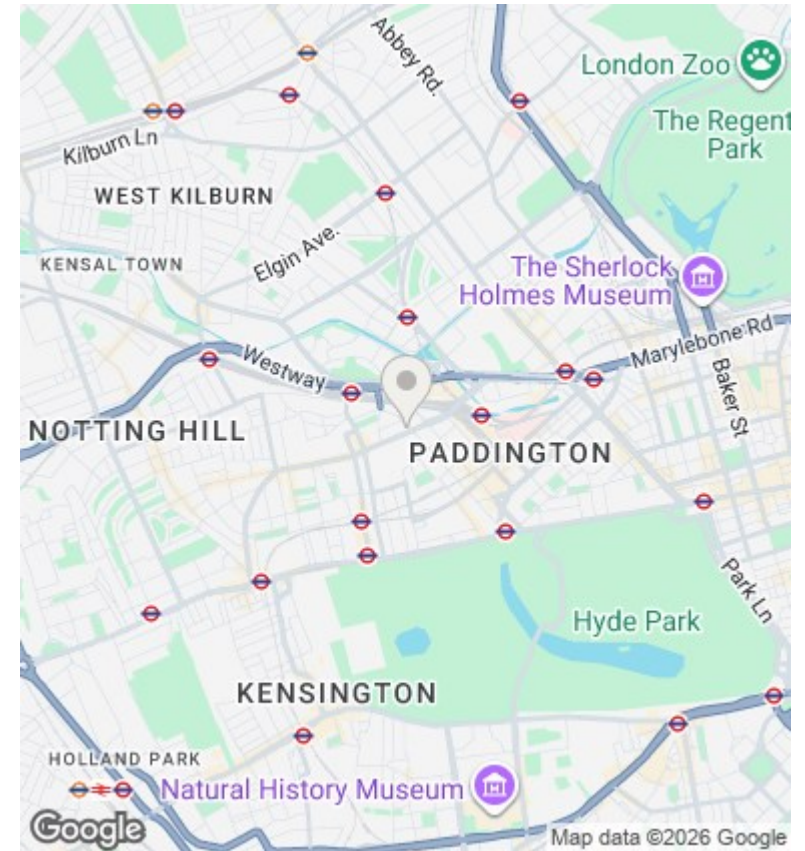 Abbey Rd.
London Zoo
The Regent
Park
Kilburn Ln
WEST KILBURN
Elgin Ave.
KENSAL TOWN
The Sherlock
Holmes Museum
Marylebone Rd
Westway
Baker St
NOTTING HILL
PADDINGTON
Park Ln
Hyde Park
KENSINGTON
HOLLAND PARK
Natural History Museum
Google
Map data ©2026 Google